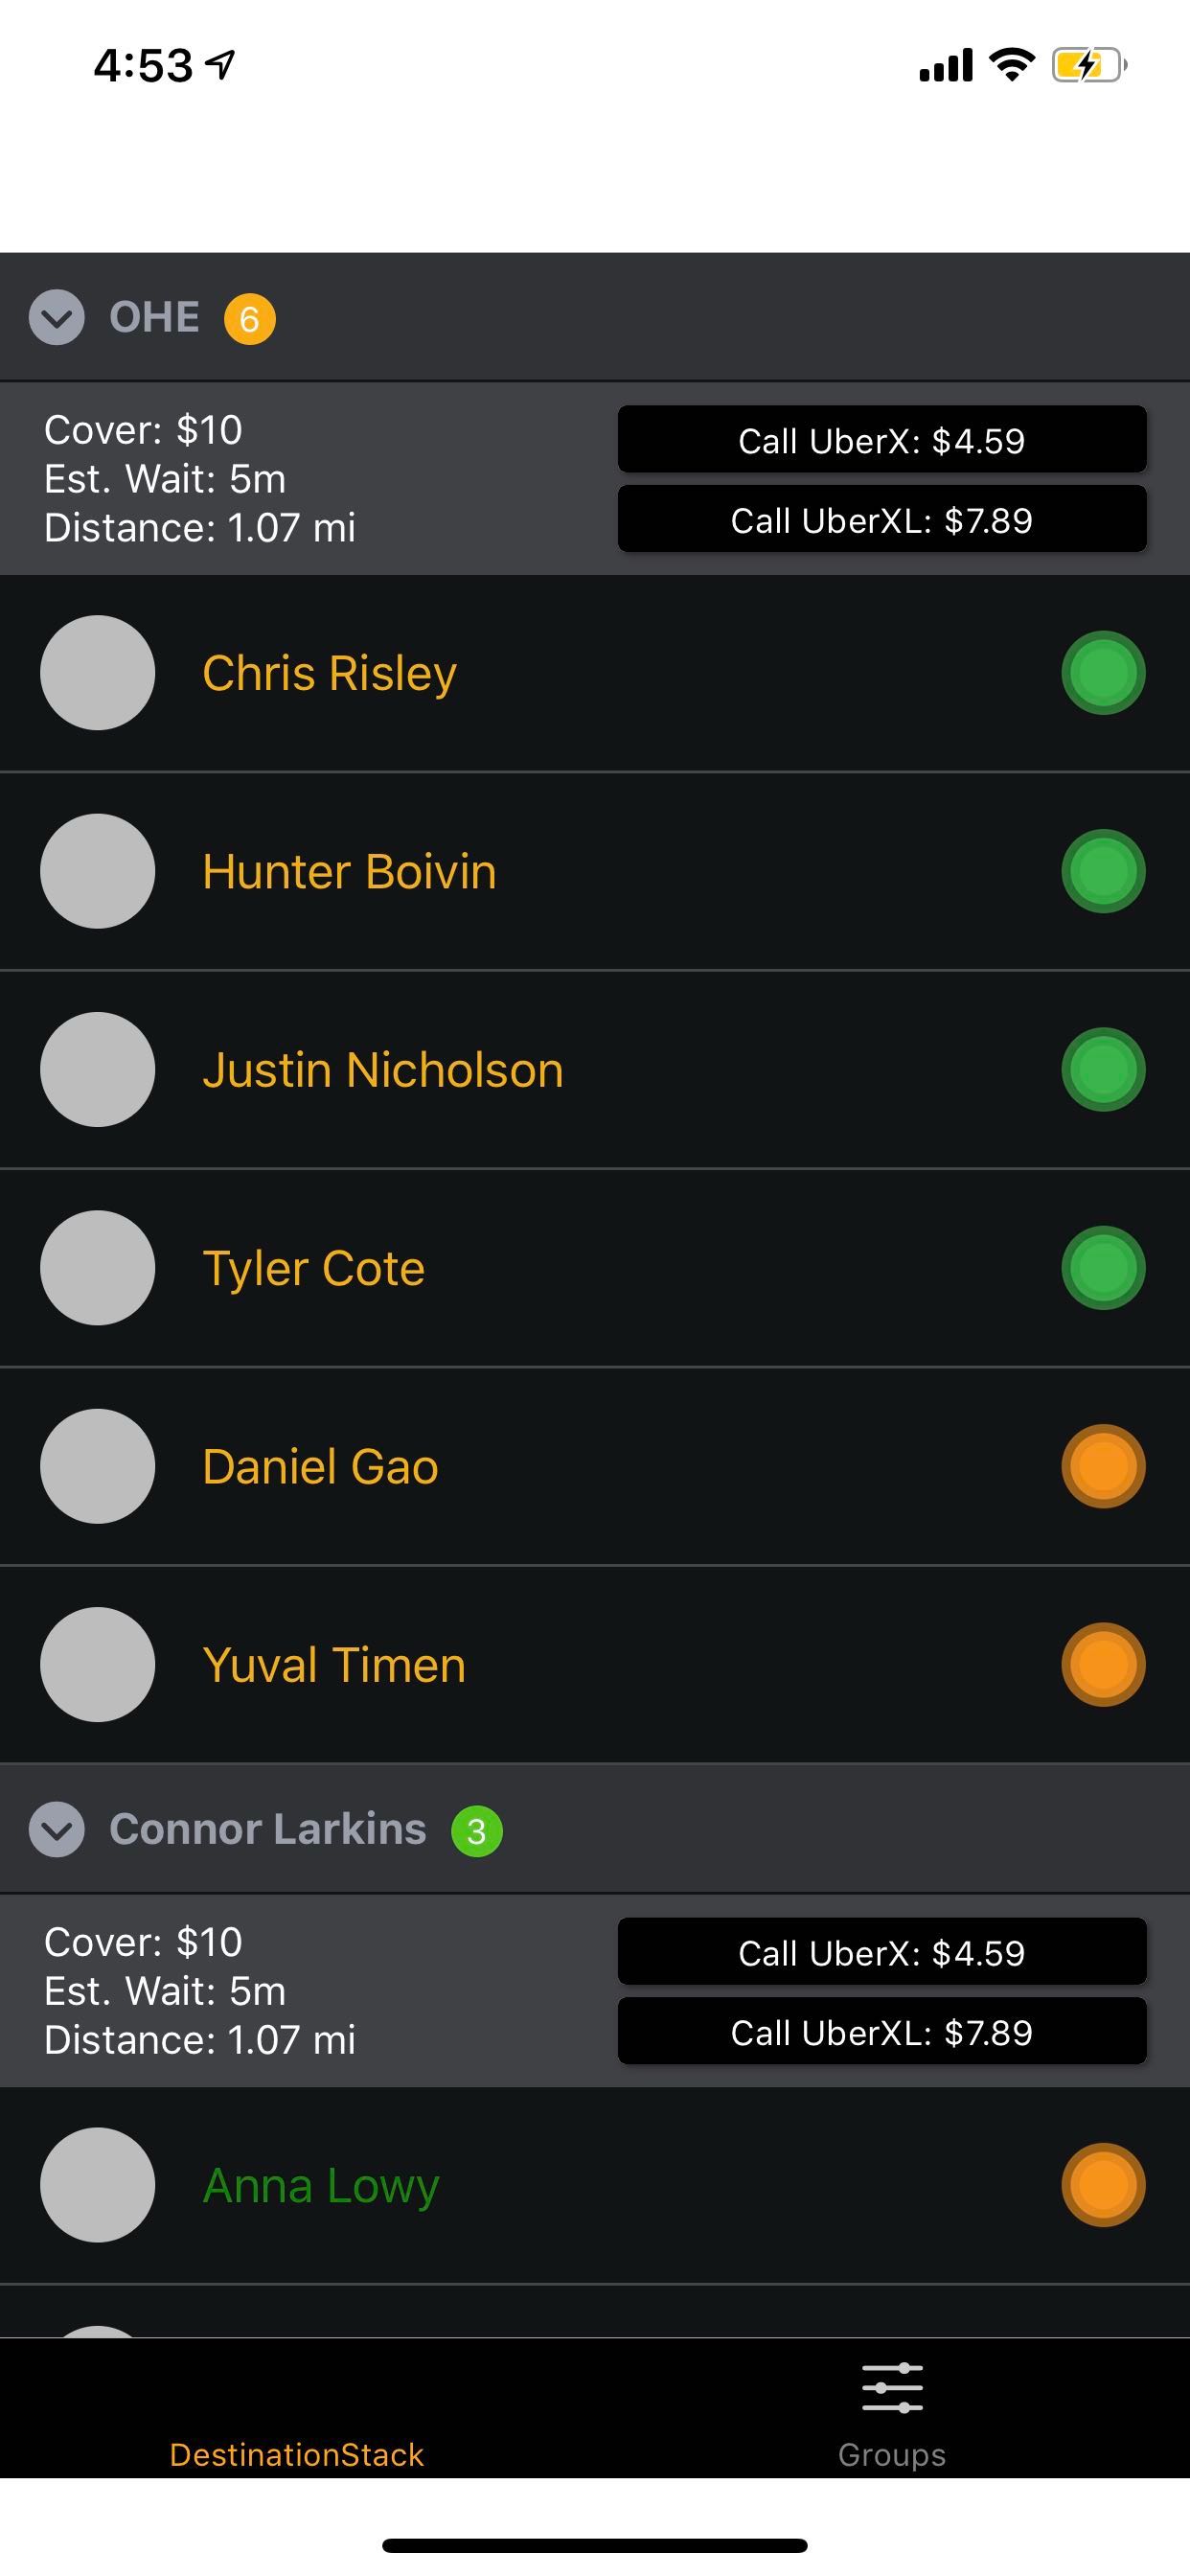 4:53
OHE 6
Cover: $10
Est. Wait: 5m
Distance: 1.07 mi
Call UberX: $4.59
Call UberXL: $7.89
Chris Risley
Hunter Boivin
Justin Nicholson
Tyler Cote
Daniel Gao
Yuval Timen
Connor Larkins 3
Cover: $10
Est. Wait: 5m
Distance: 1.07 mi
Call UberX: $4.59
Call UberXL: $7.89
Anna Lowy
DestinationStack
Groups